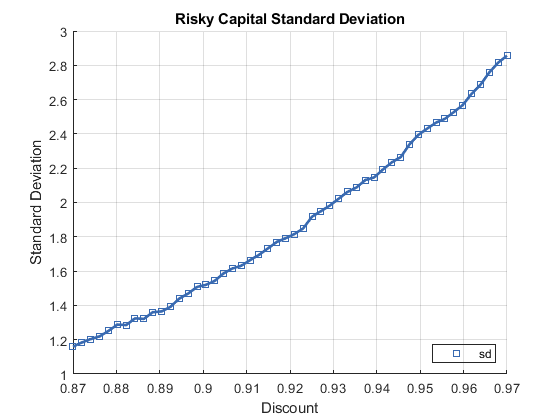 Risky Capital Standard Deviation
Standard Deviation
3
2.8
2.6
2.4
2.2
2
1.8
1.6
1.4
1.2
1
0.87 0.88 0.89 0.9 0.91 0.92 0.93 0.94 0.95 0.96 0.97
Discount
sd